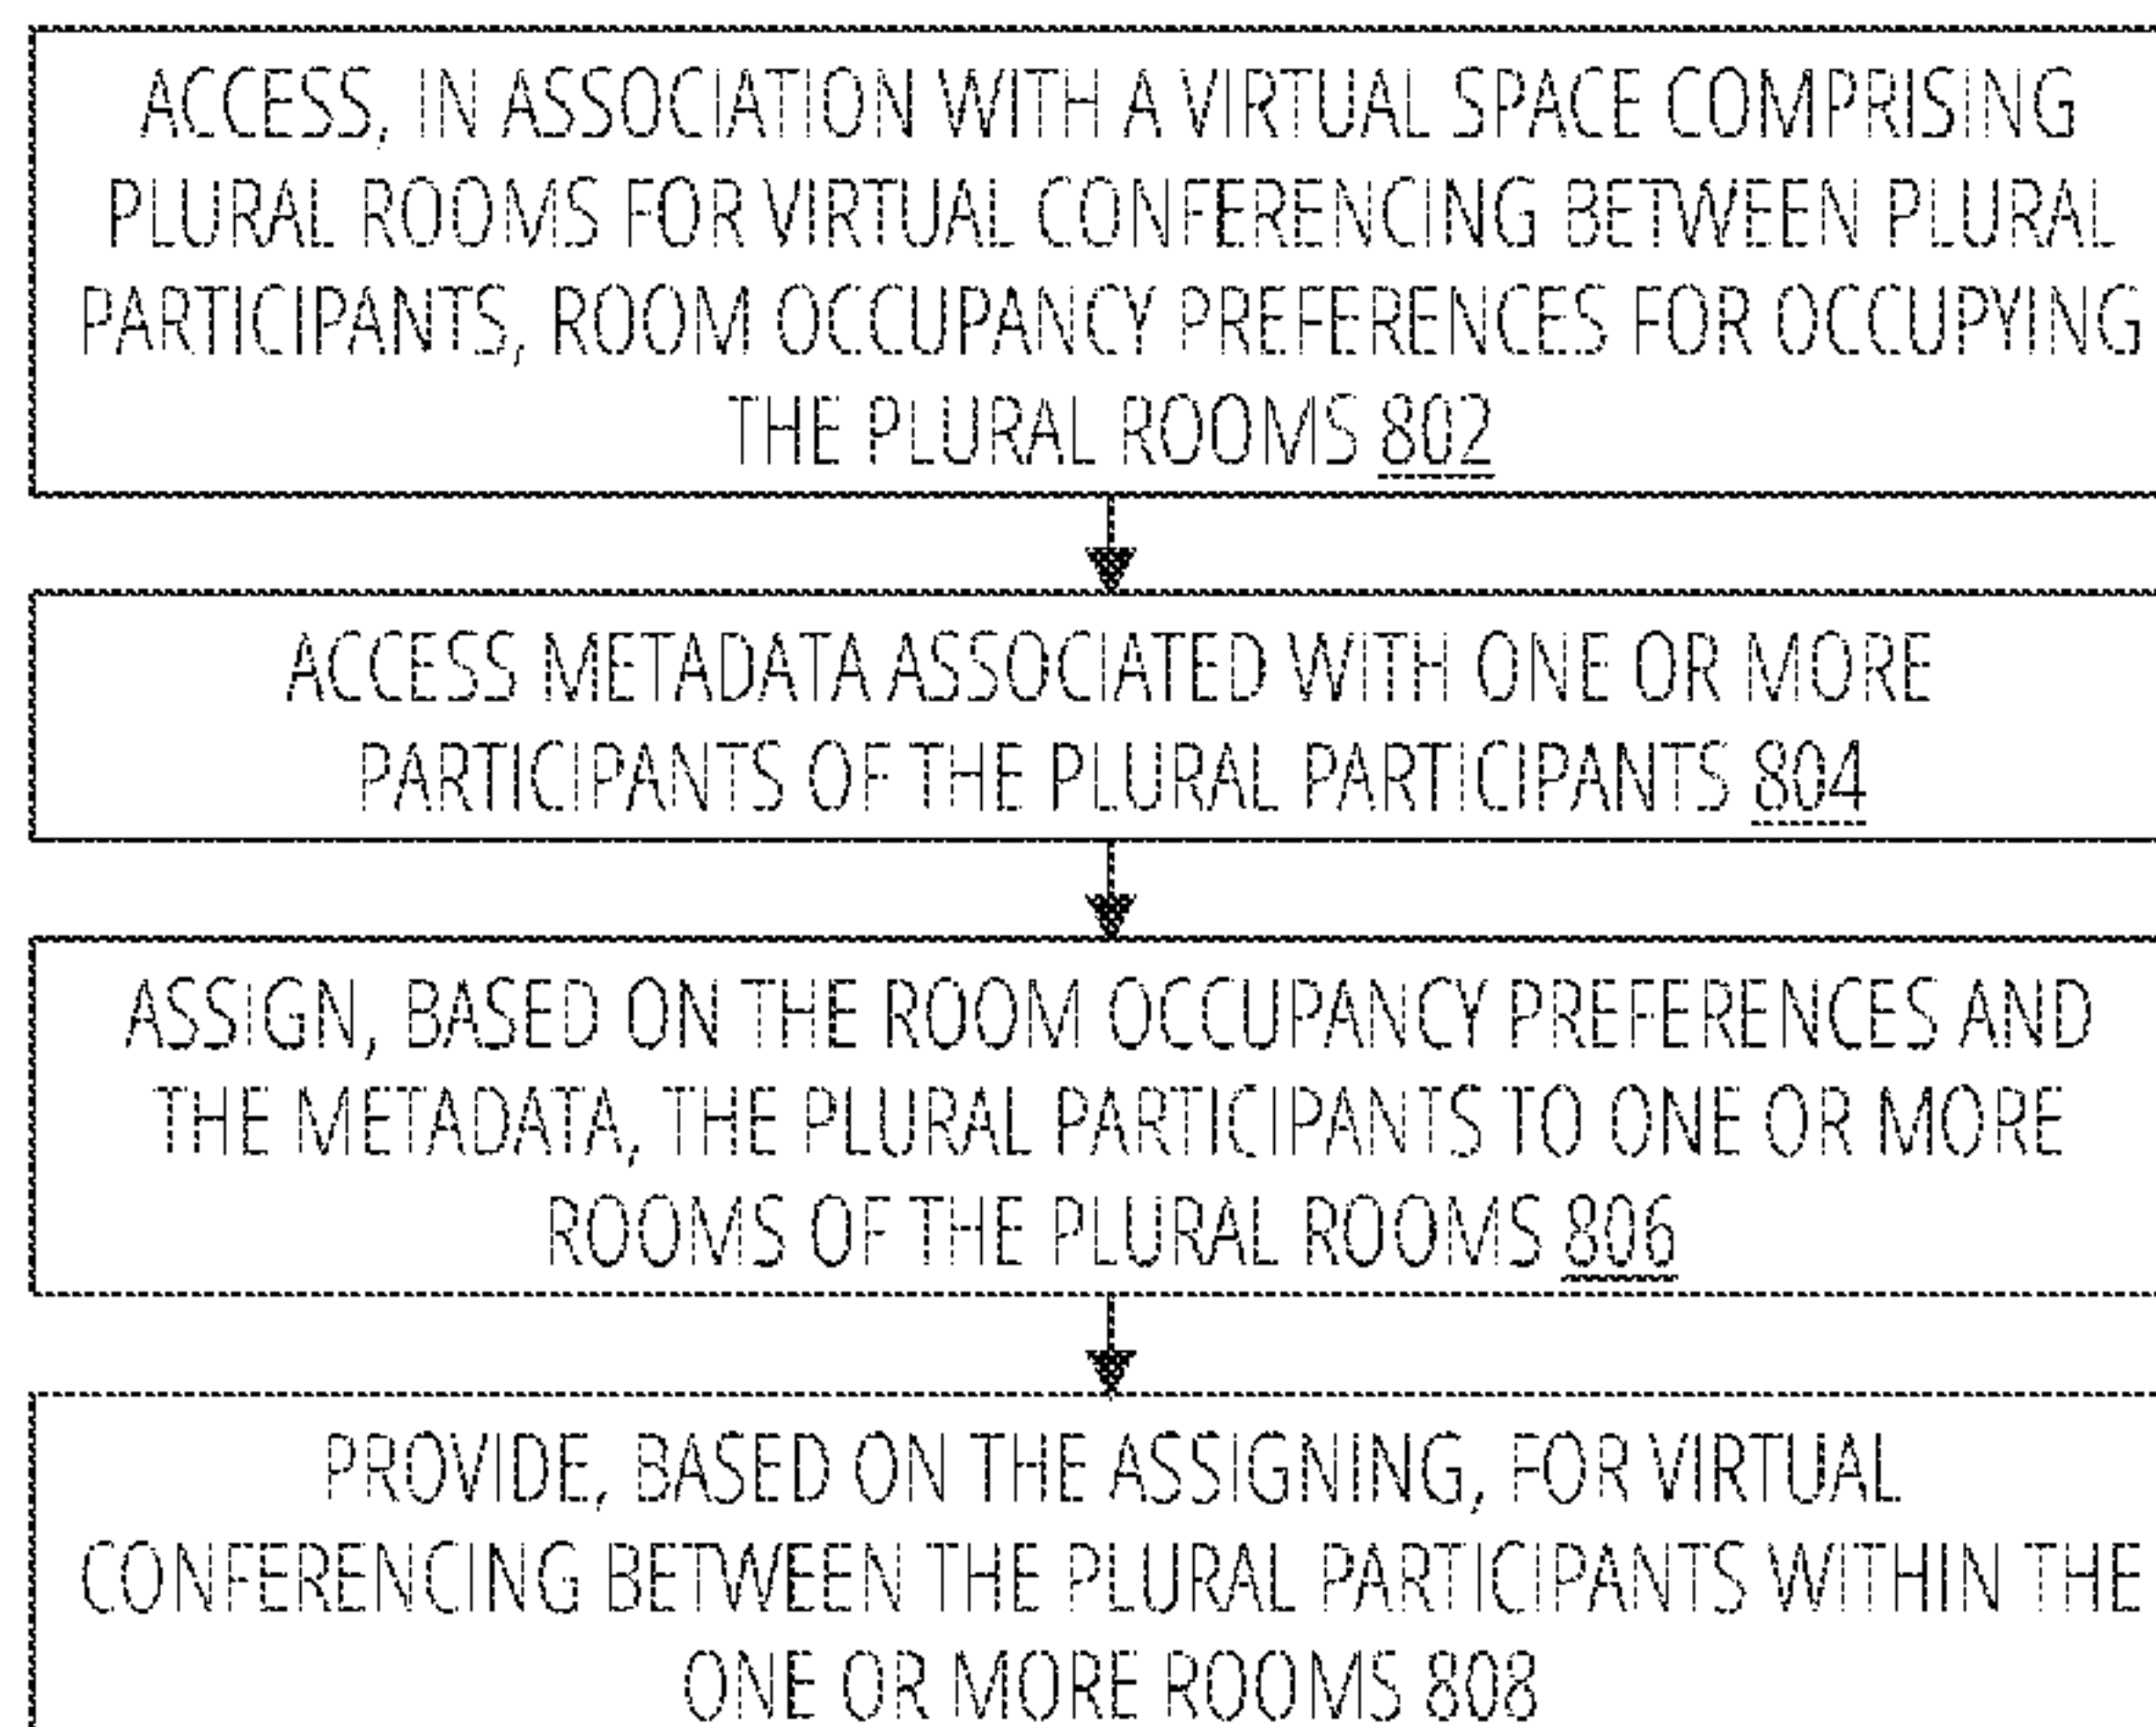 ACCESS, IN ASSOCIATION WITH A VIRTUAL SPACE COMPRISING
PLURAL ROOMS FOR VIRTUAL CONFERENCING BETWEEN PLURAL
PARTICIPANTS, ROOM OCCUPANCY PREFERENCES FOR OCCUPYING
THE PLURAL ROOMS 802
ACCESS METADATA ASSOCIATED WITH ONE OR MORE
PARTICIPANTS OF THE PLURAL PARTICIPANTS 804
ASSIGN, BASED ON THE ROOM OCCUPANCY PREFERENCES AND
THE METADATA, THE PLURAL PARTICIPANTS TO ONE OR MORE
ROOMS OF THE PLURAL ROOMS 806
PROVIDE, BASED ON THE ASSIGNING, FOR VIRTUAL
CONFERENCING BETWEEN THE PLURAL PARTICIPANTS WITHIN THE
ONE OR MORE ROOMS 808